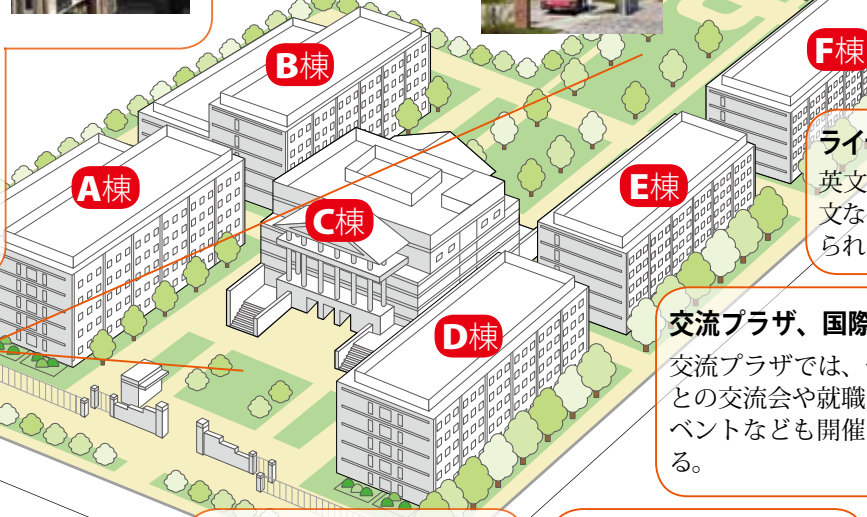 B棟
F棟
A棟
C棟
E棟
D棟
ライ
英文
文な
られ
交流プラザ、国際
交流プラザでは、
との交流会や就職
ベントなども開催
る。